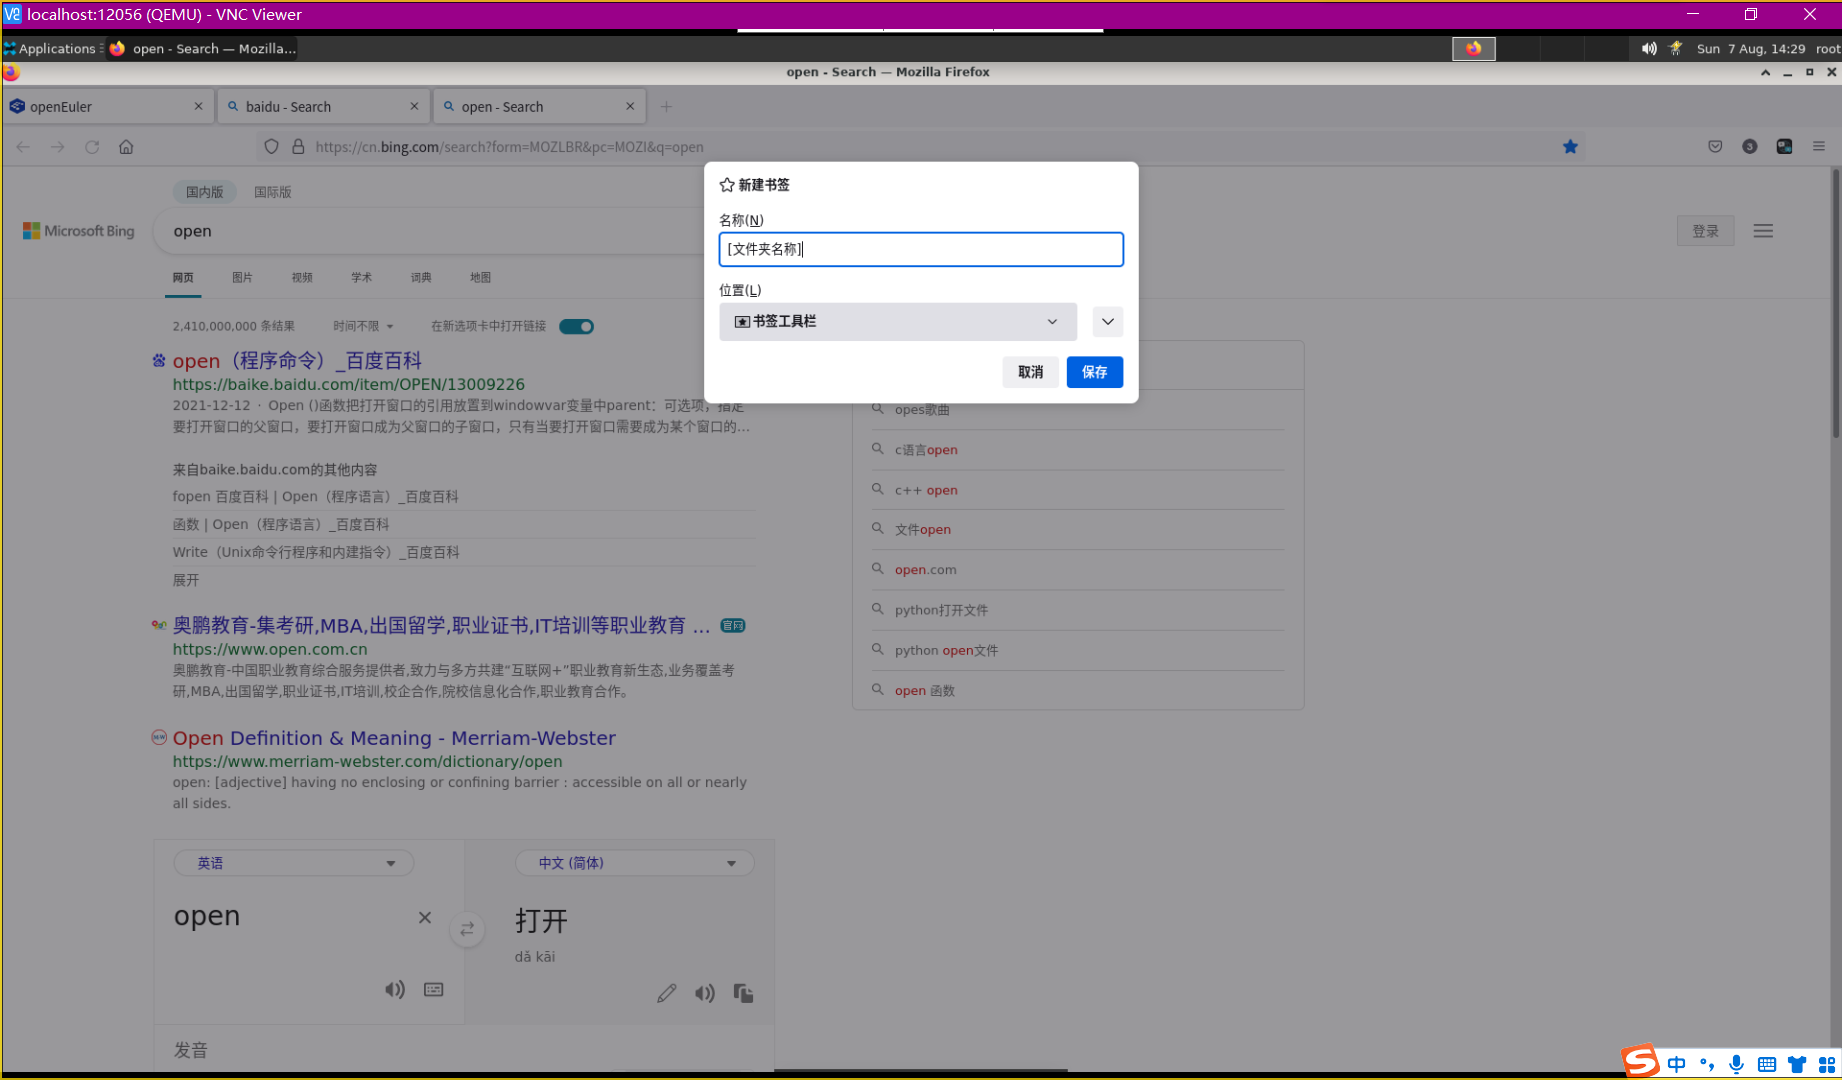 localhost:12056 (QEMU) - VNC Viewer
Applications
open - Search — Mozilla...
Sun 7 Aug, 14:29 root
open - Search — Mozilla Firefox
openEuler
baidu - Search
open - Search
https://cn.bing.com/search?form=MOZLBR&pc=MOZI&q=open
3
新建书签
名称(N)
[文件夹名称]
位置(L)
书签工具栏
取消
保存
国内版
国际版
Microsoft Bing
open
登录
网页
图片
视频
学术
词典
地图
2,410,000,000 条结果
时间不限
在新选项卡中打开链接
open（程序命令）_百度百科
https://baike.baidu.com/item/OPEN/13009226
2021-12-12 · Open ()函数把打开窗口的引用放置到windowvar变量中parent：可选项，指定
要打开窗口的父窗口，要打开窗口成为父窗口的子窗口，只有当要打开窗口需要成为某个窗口的...
来自baike.baidu.com的其他内容
fopen 百度百科 | Open（程序语言）_百度百科
函数 | Open（程序语言）_百度百科
Write（Unix命令行程序和内建指令）_百度百科
展开
奥鹏教育-集考研,MBA,出国留学,职业证书,IT培训等职业教育 ...
官网
https://www.open.com.cn
奥鹏教育-中国职业教育综合服务提供者,致力与多方共建“互联网+”职业教育新生态,业务覆盖考
研,MBA,出国留学,职业证书,IT培训,校企合作,院校信息化合作,职业教育合作。
Open Definition & Meaning - Merriam-Webster
https://www.merriam-webster.com/dictionary/open
open: [adjective] having no enclosing or confining barrier : accessible on all or nearly
all sides.
英语
中文 (简体)
open
打开
dǎ kāi
发音
opes歌曲
c语言open
c++ open
文件open
open.com
python打开文件
python open文件
open 函数
中